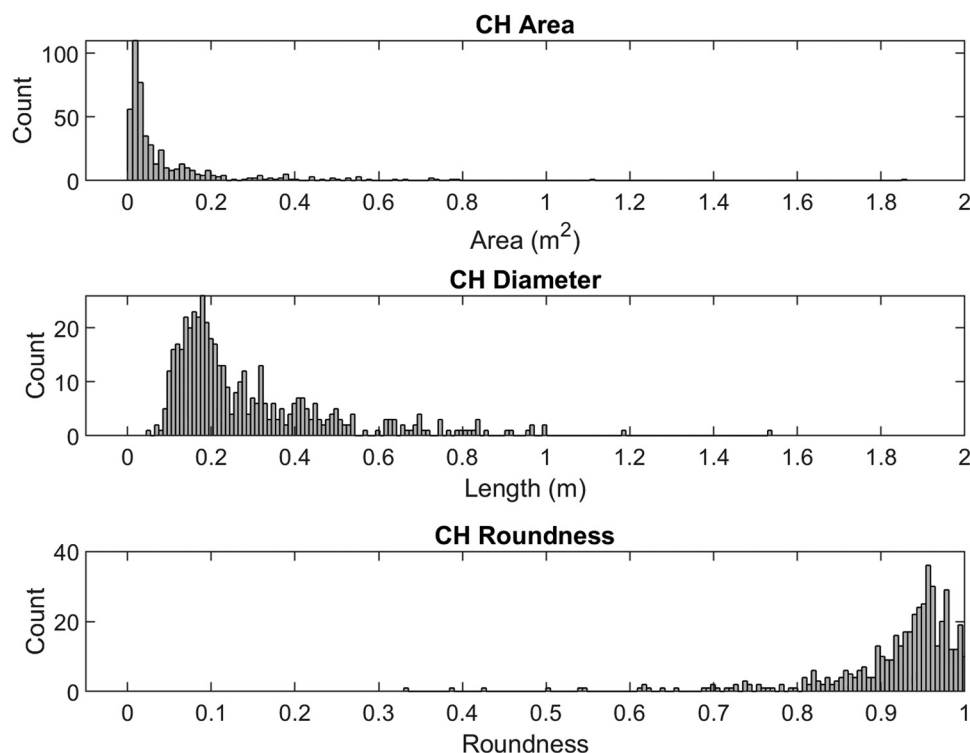 CH Area
100
50
0
Count
0 0.2 0.4 0.6 0.8 1 1.2 1.4 1.6 1.8 2
Area (m2)
CH Diameter
20
10
0
Count
0 0.2 0.4 0.6 0.8 1 1.2 1.4 1.6 1.8 2
Length (m)
CH Roundness
40
20
0
Count
0 0.1 0.2 0.3 0.4 0.5 0.6 0.7 0.8 0.9 1
Roundness